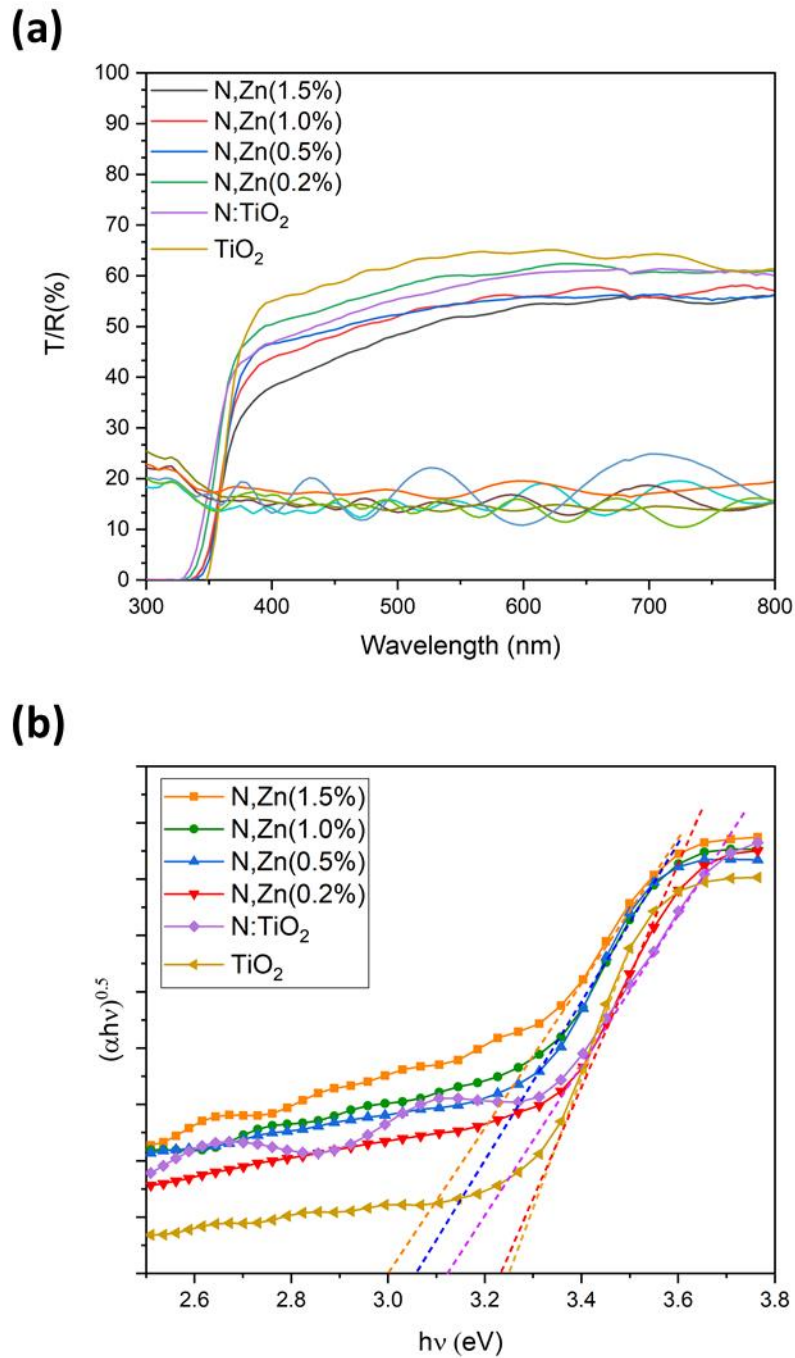 (a)
100
90
80
70
60
50
40
30
20
10
0
T/R(%)
N,Zn(1.5%)
N,Zn(1.0%)
N,Zn(0.5%)
N,Zn(0.2%)
N:TiO₂
TiO₂
300 400 500 600 700 800
Wavelength (nm)
(b)
(αhν)⁰·⁵
N,Zn(1.5%)
N,Zn(1.0%)
N,Zn(0.5%)
N,Zn(0.2%)
N:TiO₂
TiO₂
2.6 2.8 3.0 3.2 3.4 3.6 3.8
hν (eV)